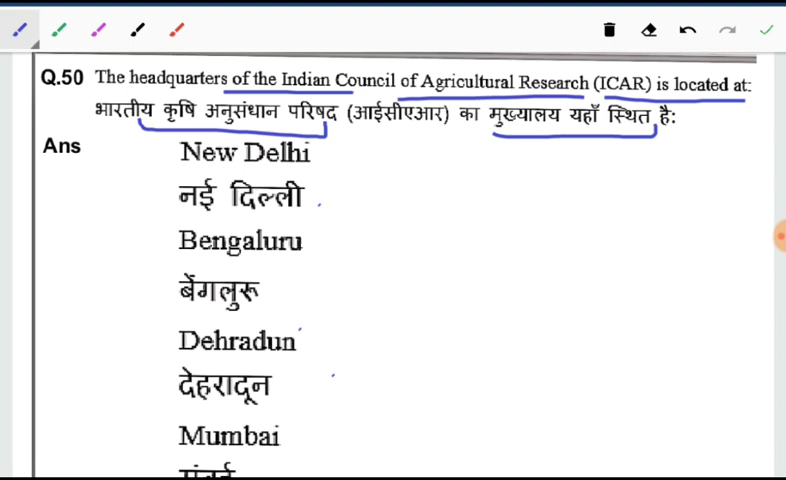 Q.50 The headquarters of the Indian Council of Agricultural Research (ICAR) is located at:
भारतीय कृषि अनुसंधान परिषद (आईसीएआर) का मुख्यालय यहाँ स्थित है:
Ans New Delhi
नई दिल्ली
Bengaluru
बेंगलुरू
Dehradun
देहरादून
Mumbai
मुंबई